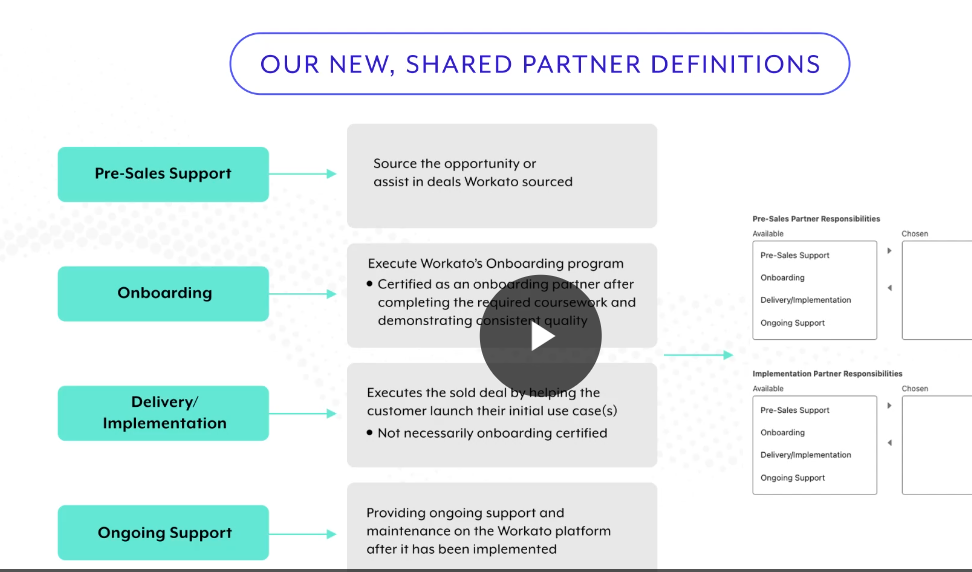 OUR NEW, SHARED PARTNER DEFINITIONS
Pre-Sales Support
Source the opportunity or
assist in deals Workato sourced
Onboarding
Execute Workato's Onboarding program
• Certified as an onboarding partner after
completing the required coursework and
demonstrating consistent quality
Delivery/
Implementation
Executes the sold deal by helping the
customer launch their initial use case(s)
• Not necessarily onboarding certified
Ongoing Support
Providing ongoing support and
maintenance on the Workato platform
after it has been implemented
Pre-Sales Partner Responsibilities
Available
Chosen
Pre-Sales Support
Onboarding
Delivery/Implementation
Ongoing Support
Implementation Partner Responsibilities
Available
Chosen
Pre-Sales Support
Onboarding
Delivery/Implementation
Ongoing Support